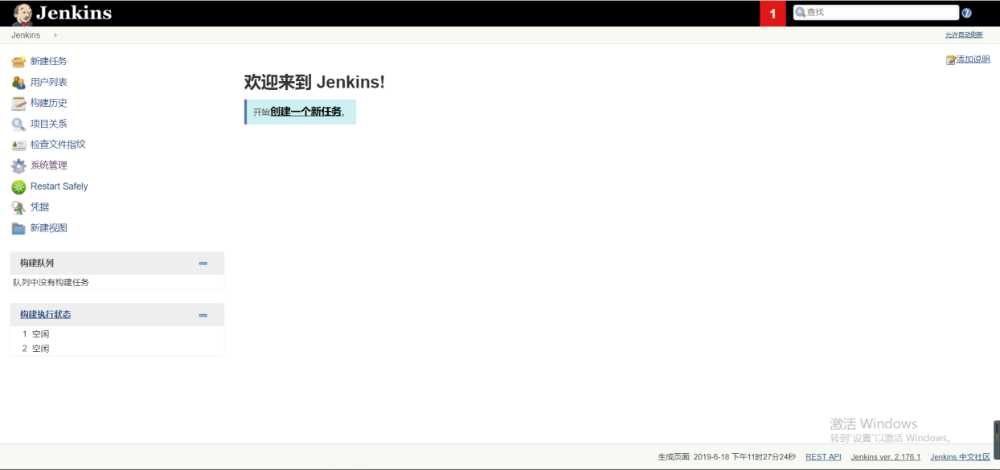 Jenkins
1
查找
Jenkins
允许自动刷新
新建任务
用户列表
构建历史
项目关系
检查文件指纹
系统管理
Restart Safely
凭据
新建视图
构建队列
队列中没有构建任务
构建执行状态
1 空闲
2 空闲
添加说明
欢迎来到 Jenkins!
开始创建一个新任务。
激活 Windows
转到“设置”以激活 Windows。
生成页面: 2019-6-18 下午11时27分24秒 REST API Jenkins ver. 2.176.1 Jenkins 中文社区